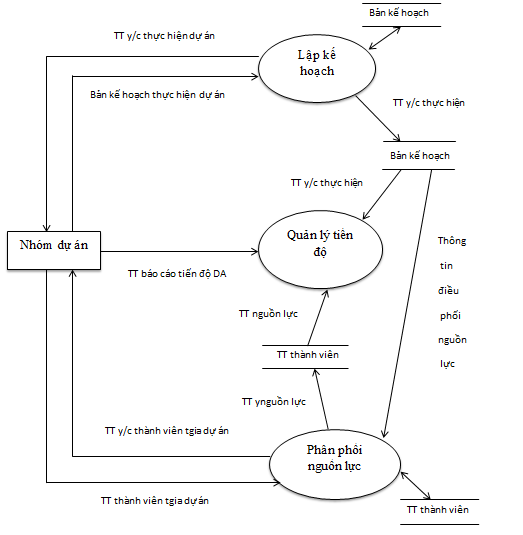 Bản kế hoạch
TT y/c thực hiện dự án
Lập kế
hoạch
Bản kế hoạch thực hiện dự án
TT y/c thực hiện
Bản kế hoạch
TT y/c thực hiện
Nhóm dự án
Quản lý tiến
độ
Thông
tin
điều
phối
nguồn
lực
TT báo cáo tiến độ DA
TT nguồn lực
TT thành viên
TT ynguồn lực
TT y/c thành viên tgia dự án
Phân phối
nguồn lực
TT thành viên tgia dự án
TT thành viên